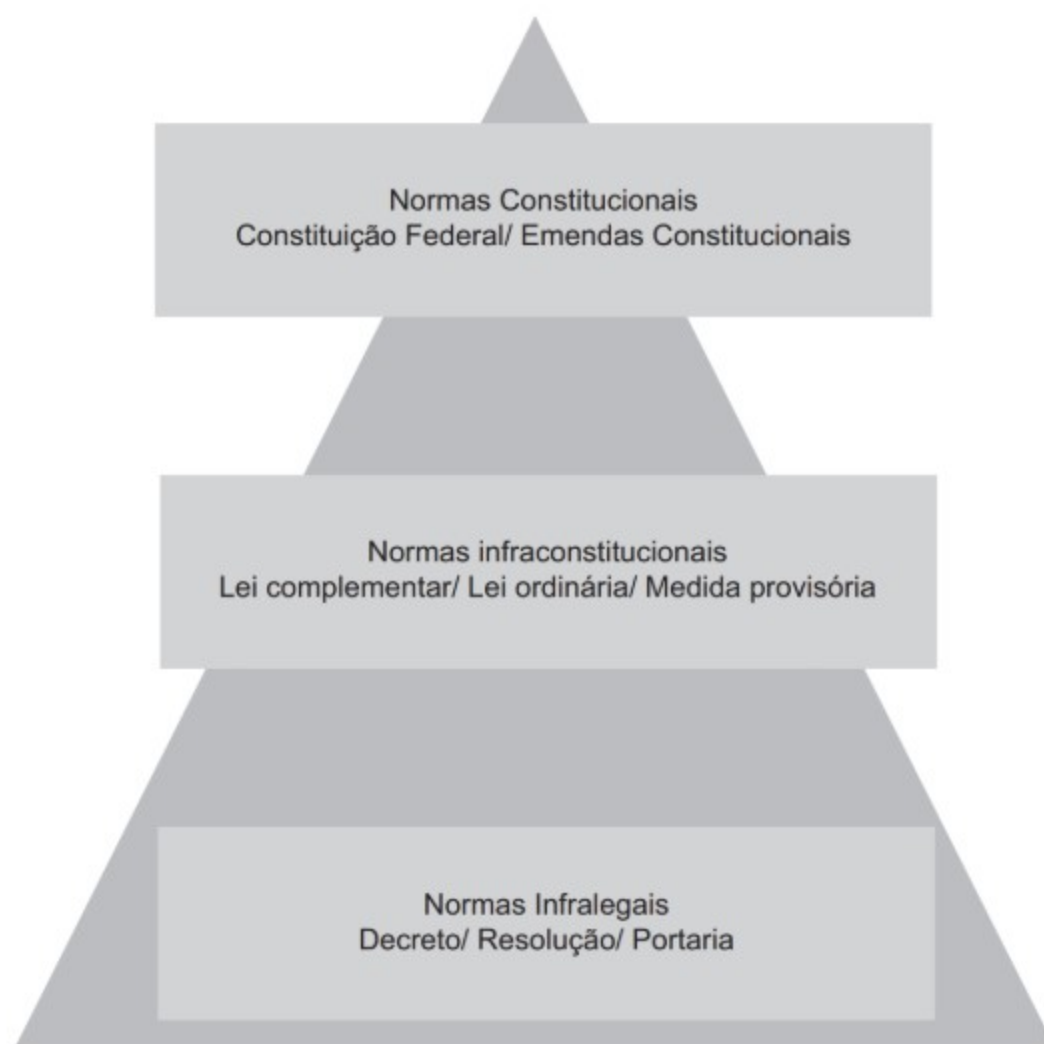 Normas Constitucionais
Constituição Federal/ Emendas Constitucionais
Normas infraconstitucionais
Lei complementar/ Lei ordinária/ Medida provisória
Normas Infralegais
Decreto/ Resolução/ Portaria